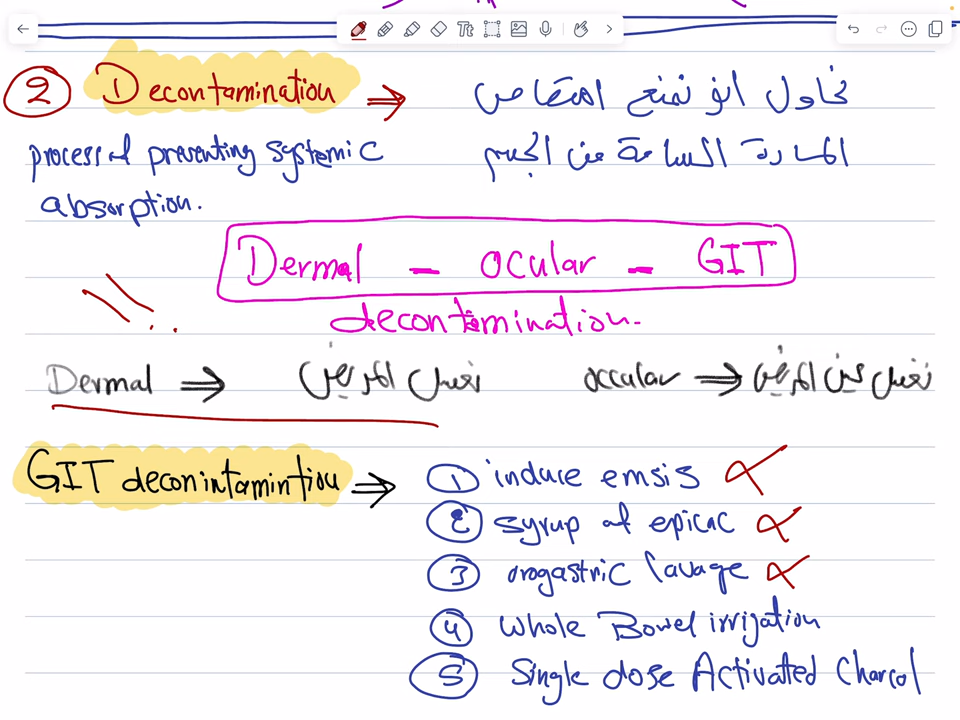 2 Decontamination ⇒ نحاول انو نمنع امتصاص
process of preventing systemic المادة السامة من الجسم
absorption.
Dermal - ocular - GIT
decontamination.
Dermal ⇒ نغسل المريض occular ⇒ نغسل عين المريض
GIT deconintamintiou ⇒ 1 induce emsis
2 syrup of epicac
3 orogastric lavage
4 whole Bowel irrigation
5 Single dose Activated Charcol